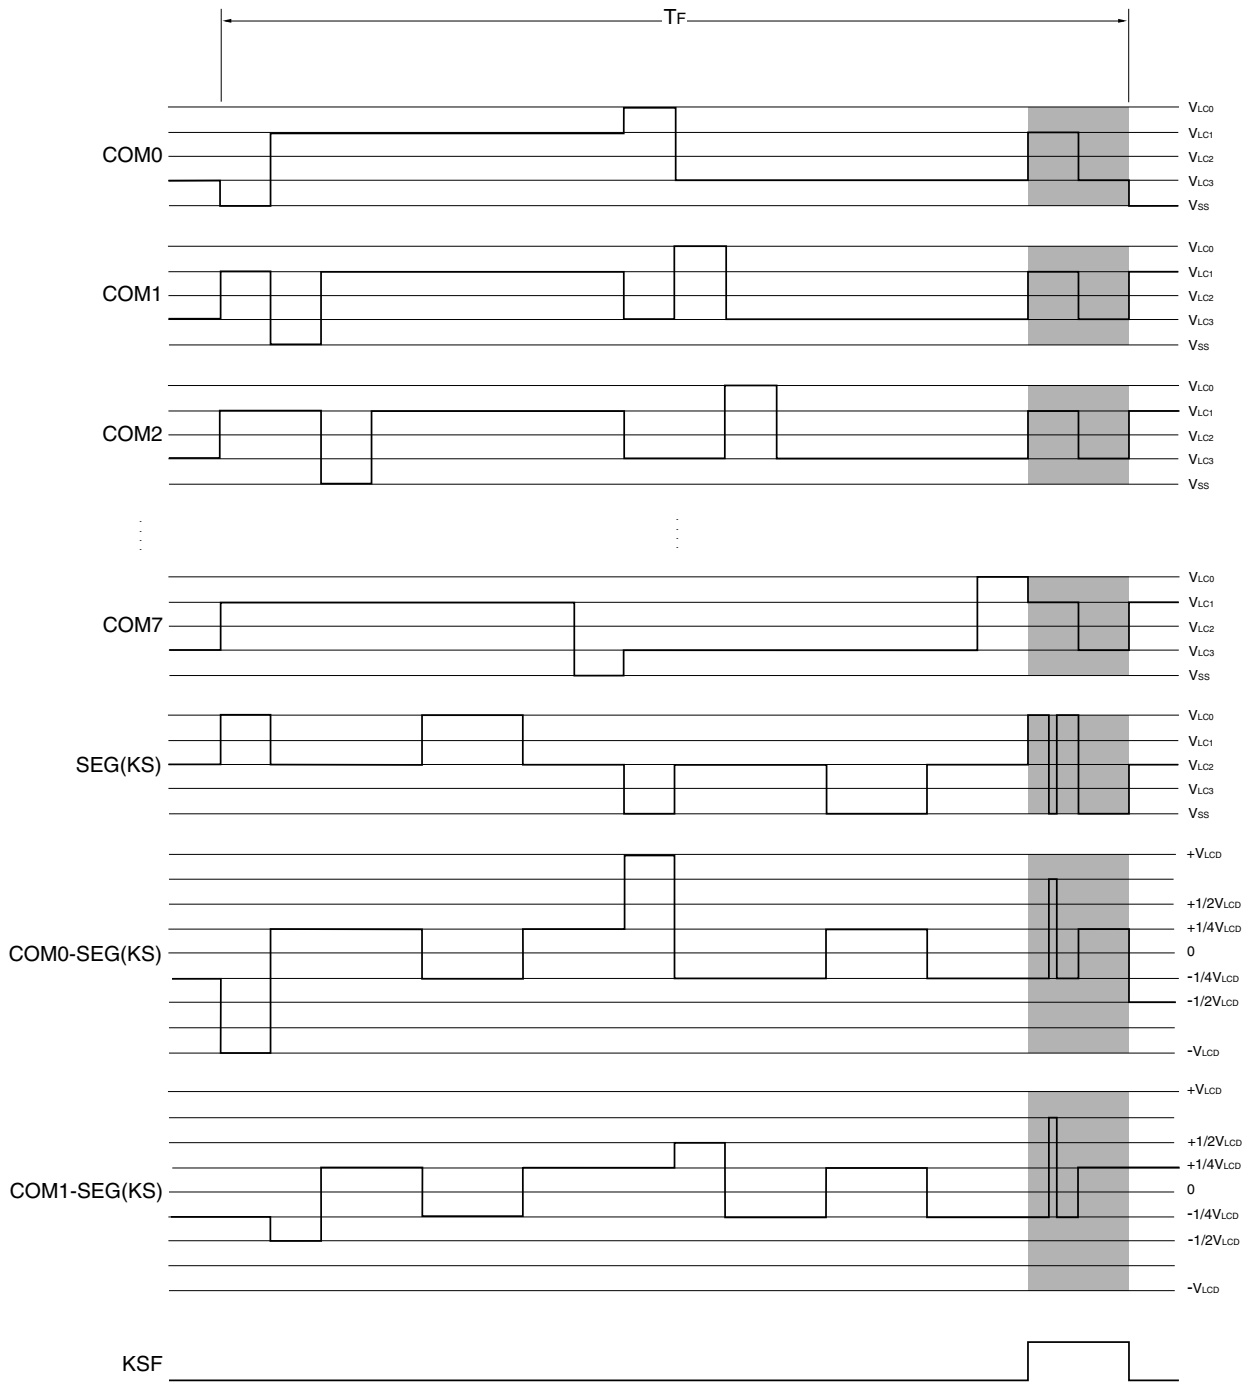 TF
COM0
VLC0
VLC1
VLC2
VLC3
VSS
COM1
VLC0
VLC1
VLC2
VLC3
VSS
COM2
VLC0
VLC1
VLC2
VLC3
VSS
COM7
VLC0
VLC1
VLC2
VLC3
VSS
SEG(KS)
VLC0
VLC1
VLC2
VLC3
VSS
COM0-SEG(KS)
+VLCD
+1/2VLCD
+1/4VLCD
0
-1/4VLCD
-1/2VLCD
-VLCD
COM1-SEG(KS)
+VLCD
+1/2VLCD
+1/4VLCD
0
-1/4VLCD
-1/2VLCD
-VLCD
KSF